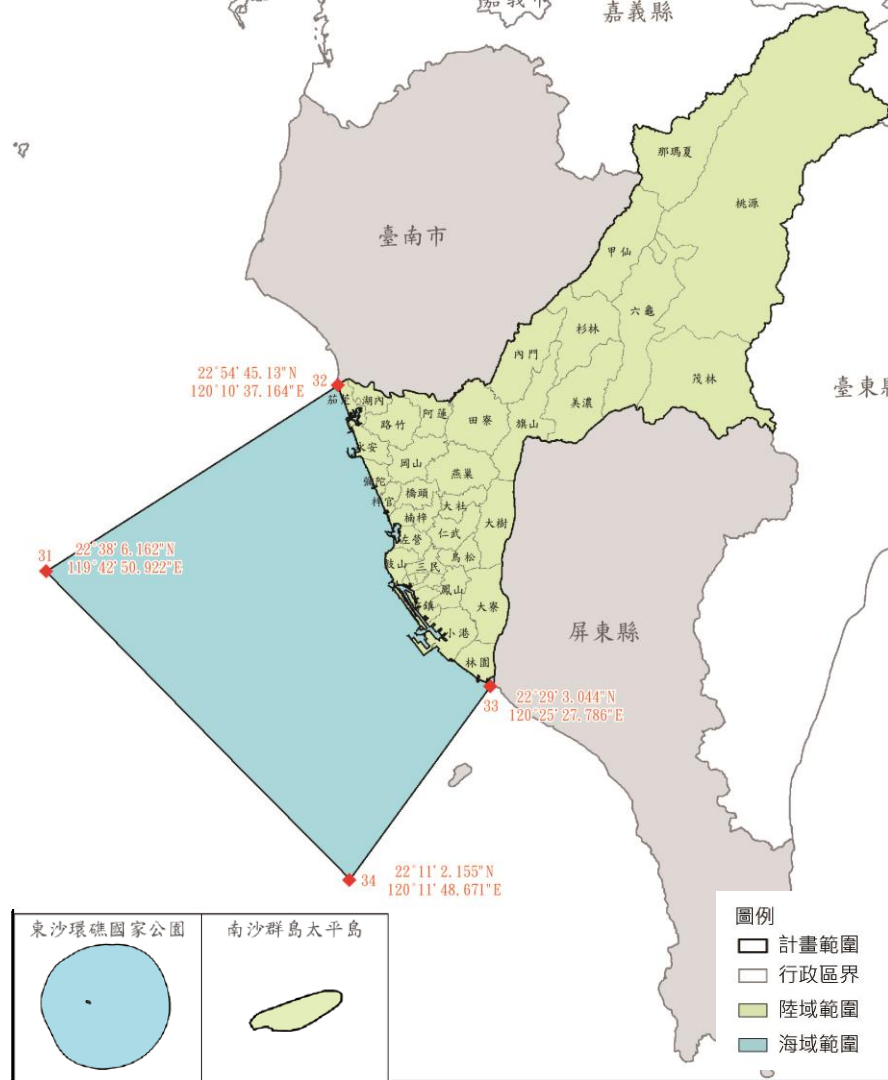 嘉義市
嘉義縣
那瑪夏
桃源
臺南市
甲仙
六龜
杉林
內門
茂林
22°54'45.13"N
120°10'37.164"E
32
臺東縣
茄萣
湖內
阿蓮
田寮
旗山
美濃
路竹
永安
岡山
燕巢
彌陀
橋頭
梓官
大社
楠梓
大樹
左營
仁武
鳥松
鼓山
三民
鳳山
鎮
大寮
小港
屏東縣
林園
31
22°38'6.162"N
119°42'50.922"E
33
22°29'3.044"N
120°25'27.786"E
34
22°11'2.155"N
120°11'48.671"E
東沙環礁國家公園
南沙群島太平島
圖例
計畫範圍
行政區界
陸域範圍
海域範圍